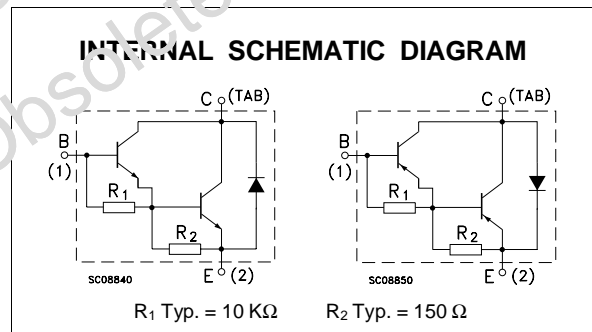 Obsolete
INTERNAL SCHEMATIC DIAGRAM
C (TAB)
B
(1)
R1
R2
E (2)
SC08840
C (TAB)
B
(1)
R1
R2
E (2)
SC08850
R₁ Typ. = 10 KΩ R₂ Typ. = 150 Ω